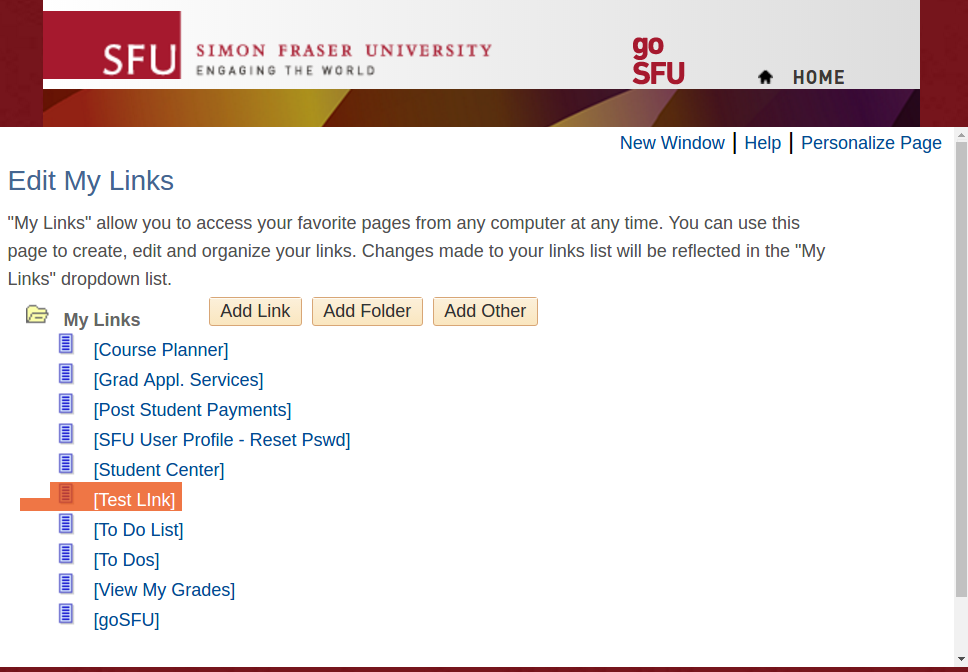 SFU SIMON FRASER UNIVERSITY
ENGAGING THE WORLD
go
SFU
HOME
New Window | Help | Personalize Page
Edit My Links
"My Links" allow you to access your favorite pages from any computer at any time. You can use this
page to create, edit and organize your links. Changes made to your links list will be reflected in the "My
Links" dropdown list.
My Links Add Link Add Folder Add Other
[Course Planner]
[Grad Appl. Services]
[Post Student Payments]
[SFU User Profile - Reset Pswd]
[Student Center]
[Test LInk]
[To Do List]
[To Dos]
[View My Grades]
[goSFU]